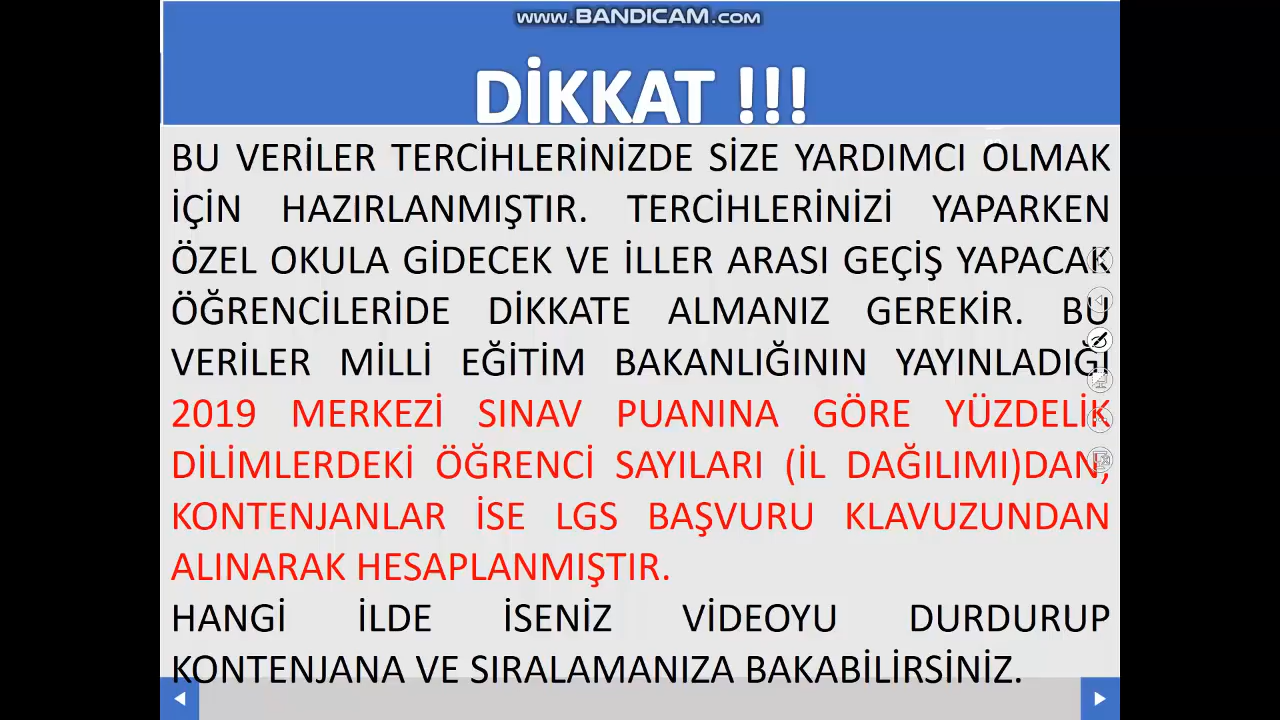 www.BANDICAM.com
DİKKAT !!!
BU VERİLER TERCİHLERİNİZDE SİZE YARDIMCI OLMAK
İÇİN HAZIRLANMIŞTIR. TERCİHLERİNİZİ YAPARKEN
ÖZEL OKULA GİDECEK VE İLLER ARASI GEÇİŞ YAPACAK
ÖĞRENCİLERİDE DİKKATE ALMANIZ GEREKİR. BU
VERİLER MİLLİ EĞİTİM BAKANLIĞININ YAYINLADIĞI
2019 MERKEZİ SINAV PUANINA GÖRE YÜZDELİK
DİLİMLERDEKİ ÖĞRENCİ SAYILARI (İL DAĞILIMI)DAN,
KONTENJANLAR İSE LGS BAŞVURU KLAVUZUNDAN
ALINARAK HESAPLANMIŞTIR.
HANGİ İLDE İSENİZ VİDEOYU DURDURUP
KONTENJANA VE SIRALAMANIZA BAKABİLİRSİNİZ.